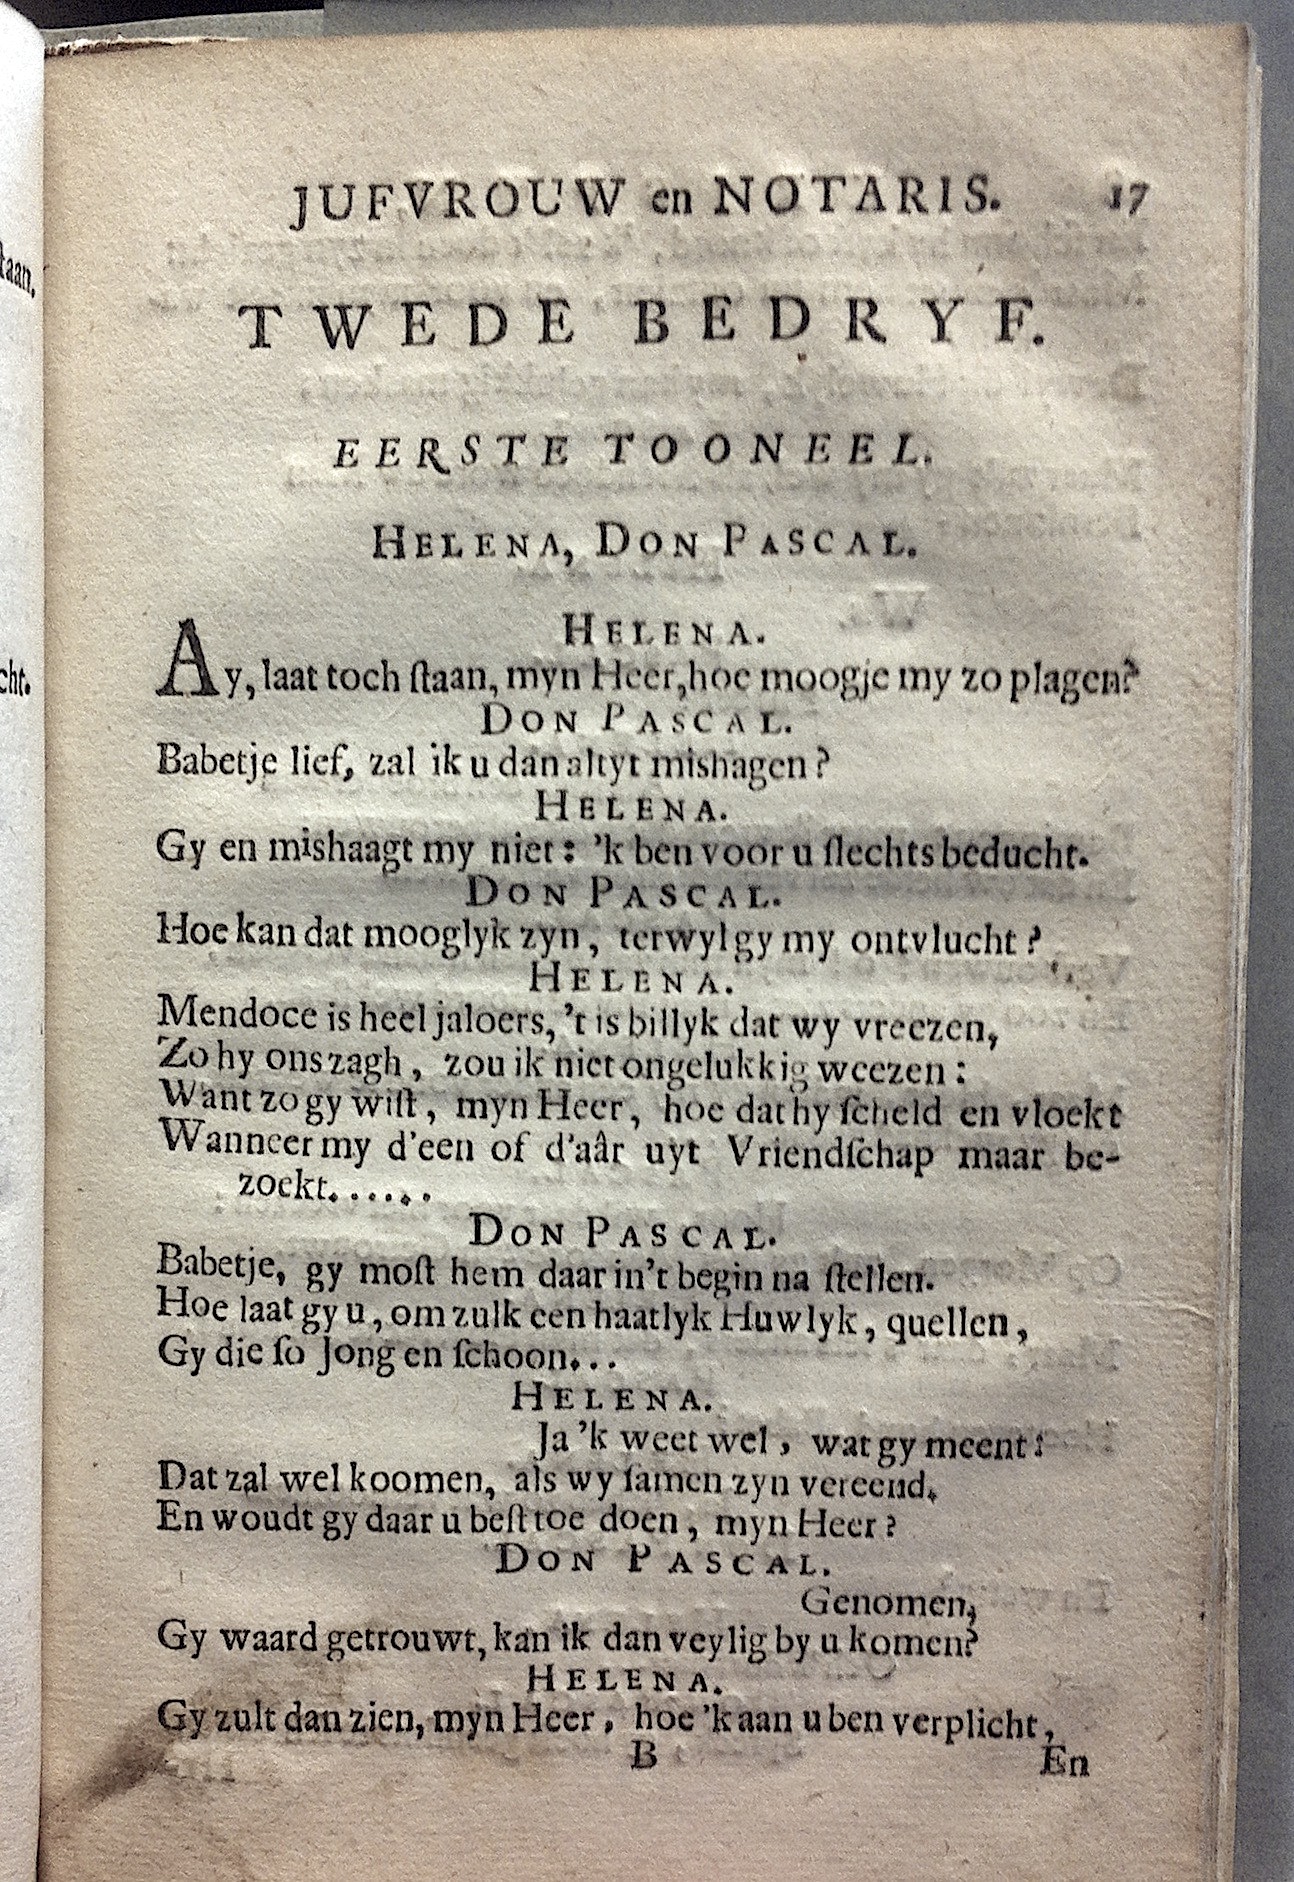 JUFVROUW en NOTARIS. 17
TWEDE BEDRYF.
EERSTE TOONEEL.
HELENA, DON PASCAL.
HELENA.
Ay, laat toch ſtaan, myn Heer, hoe moogje my zo plagen?
DON PASCAL.
Babetje lief, zal ik u dan altyt mishagen?
HELENA.
Gy en mishaagt my niet: 'k ben voor u ſlechts beducht.
DON PASCAL.
Hoe kan dat mooglyk zyn, terwyl gy my ontvlucht?
HELENA.
Mendoce is heel jaloers, 't is billyk dat wy vreezen,
Zo hy ons zagh, zou ik niet ongelukkig weezen:
Want zo gy wiſt, myn Heer, hoe dat hy ſcheld en vloekt
Wanneer my d'een of d'aâr uyt Vriendſchap maar be-
zoekt.......
DON PASCAL.
Babetje, gy moſt hem daar in't begin na ſtellen.
Hoe laat gy u, om zulk een haatlyk Huwlyk, quellen,
Gy die ſo Jong en ſchoon...
HELENA.
Ja 'k weet wel, wat gy meent:
Dat zal wel koomen, als wy ſamen zyn vereend.
En woudt gy daar u beſt toe doen, myn Heer?
DON PASCAL.
Genomen,
Gy waard getrouwt, kan ik dan veylig by u komen?
HELENA.
Gy zult dan zien, myn Heer, hoe 'k aan u ben verplicht,
B En
staan.
cht.